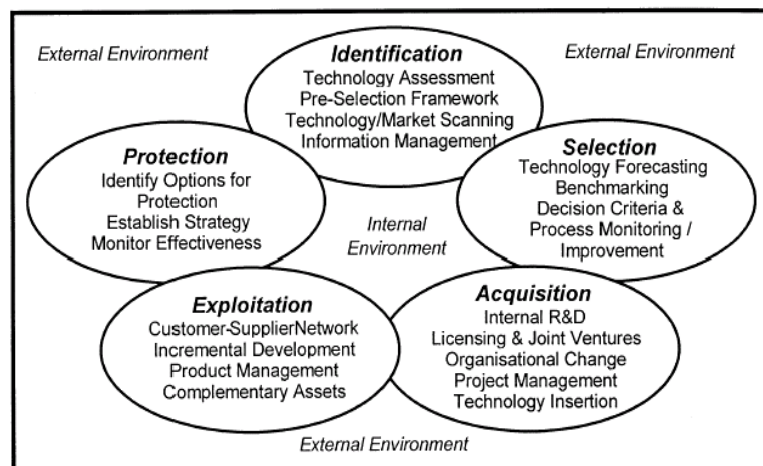 External Environment
External Environment
Identification
Technology Assessment
Pre-Selection Framework
Technology/Market Scanning
Information Management
Protection
Identify Options for
Protection
Establish Strategy
Monitor Effectiveness
Selection
Technology Forecasting
Benchmarking
Decision Criteria &
Process Monitoring /
Improvement
Internal
Environment
Exploitation
Customer-SupplierNetwork
Incremental Development
Product Management
Complementary Assets
Acquisition
Internal R&D
Licensing & Joint Ventures
Organisational Change
Project Management
Technology Insertion
External Environment